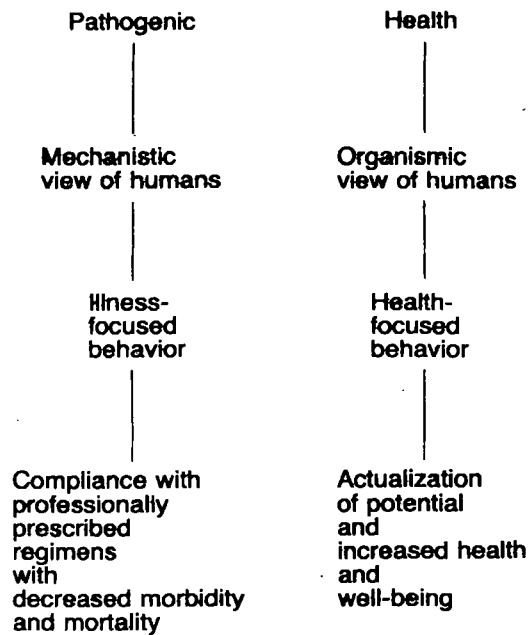 Pathogenic
Mechanistic
view of humans
Illness-
focused
behavior
Compliance with
professionally
prescribed
regimens
with
decreased morbidity
and mortality
Health
Organismic
view of humans
Health-
focused
behavior
Actualization
of potential
and
increased health
and
well-being